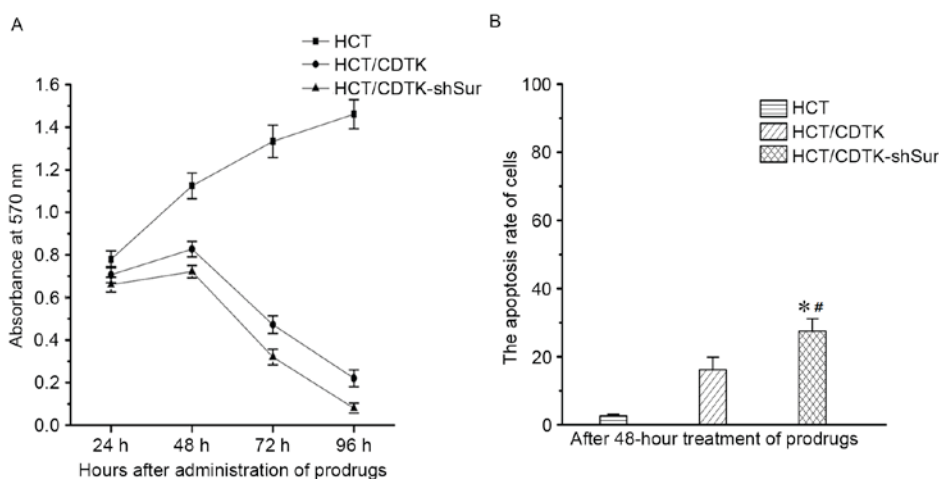 A
HCT
HCT/CDTK
HCT/CDTK-shSur
1.6
1.4
1.2
1.0
0.8
0.6
0.4
0.2
0.0
Absorbance at 570 nm
24 h 48 h 72 h 96 h
Hours after administration of prodrugs
B
HCT
HCT/CDTK
HCT/CDTK-shSur
100
80
60
40
20
0
The apoptosis rate of cells
* #
After 48-hour treatment of prodrugs